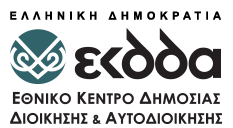 ΕΛΛΗΝΙΚΗ ΔΗΜΟΚΡΑΤΙΑ
εκδδα
ΕΘΝΙΚΟ ΚΕΝΤΡΟ ΔΗΜΟΣΙΑΣ
ΔΙΟΙΚΗΣΗΣ & ΑΥΤΟΔΙΟΙΚΗΣΗΣ